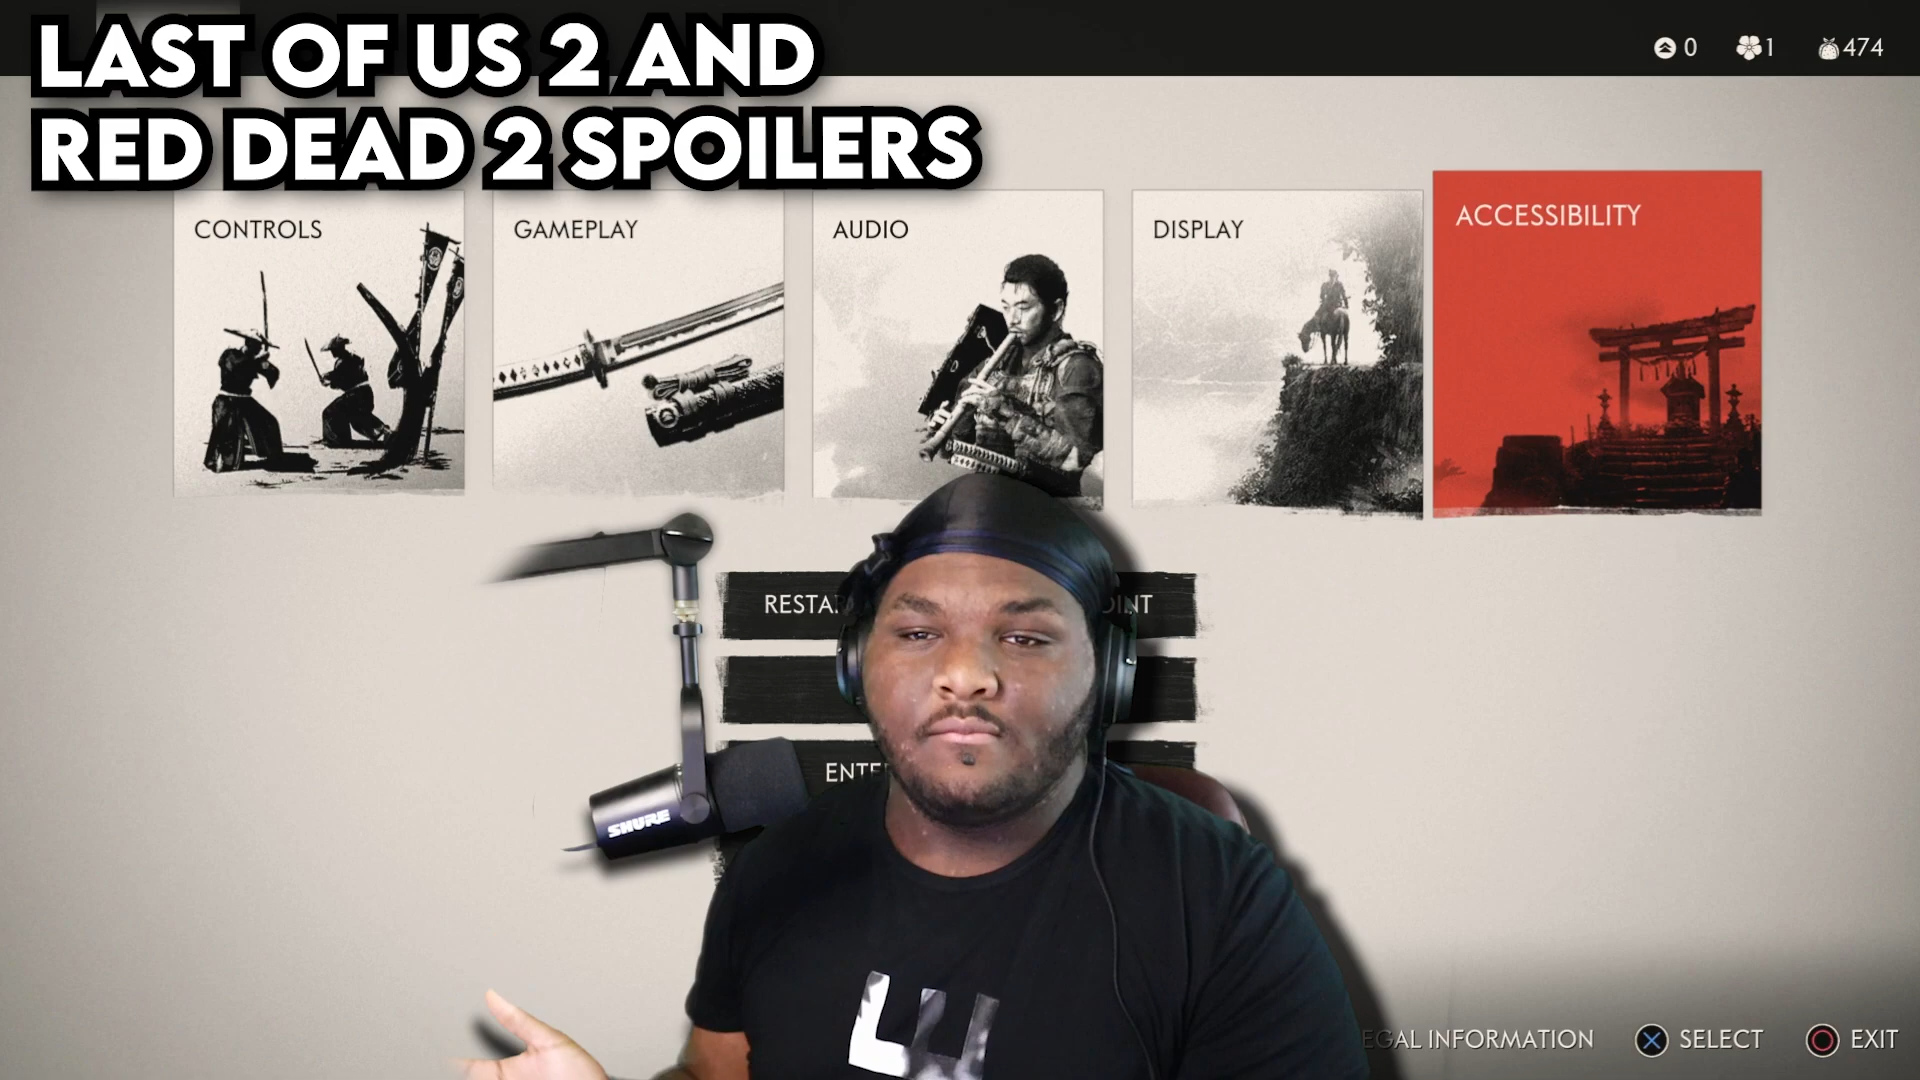 LAST OF US 2 AND
RED DEAD 2 SPOILERS
0 1 474
CONTROLS
GAMEPLAY
AUDIO
DISPLAY
ACCESSIBILITY
SHURE
SELECT
EXIT
INFORMATION